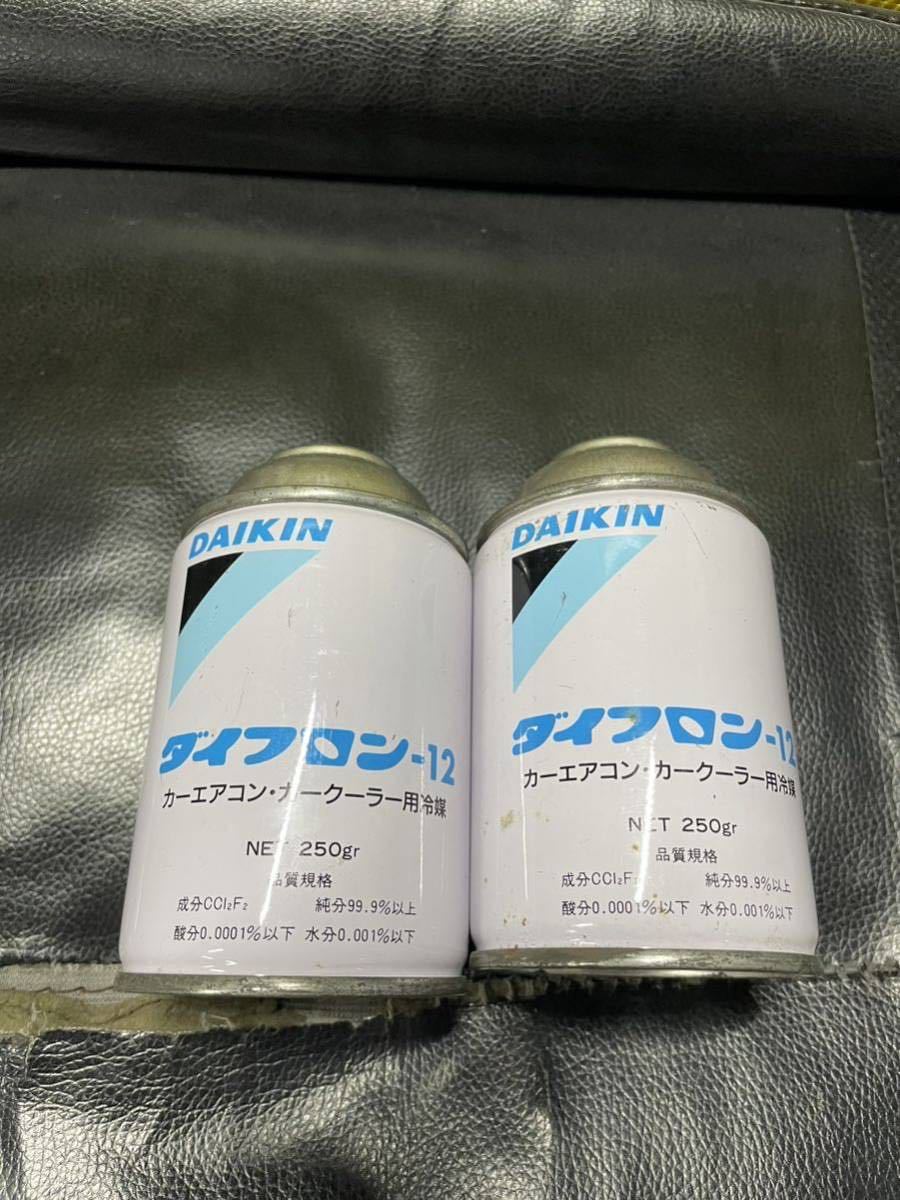 DAIKIN
ダイフロン-12
カーエアコン・カークーラー用冷媒
NET 250gr
品質規格
成分CCl₂F₂ 純分99.9%以上
酸分0.0001%以下 水分0.001%以下
DAIKIN
ダイフロン-12
カーエアコン・カークーラー用冷媒
NET 250gr
品質規格
成分CCl₂F₂ 純分99.9%以上
酸分0.0001%以下 水分0.001%以下